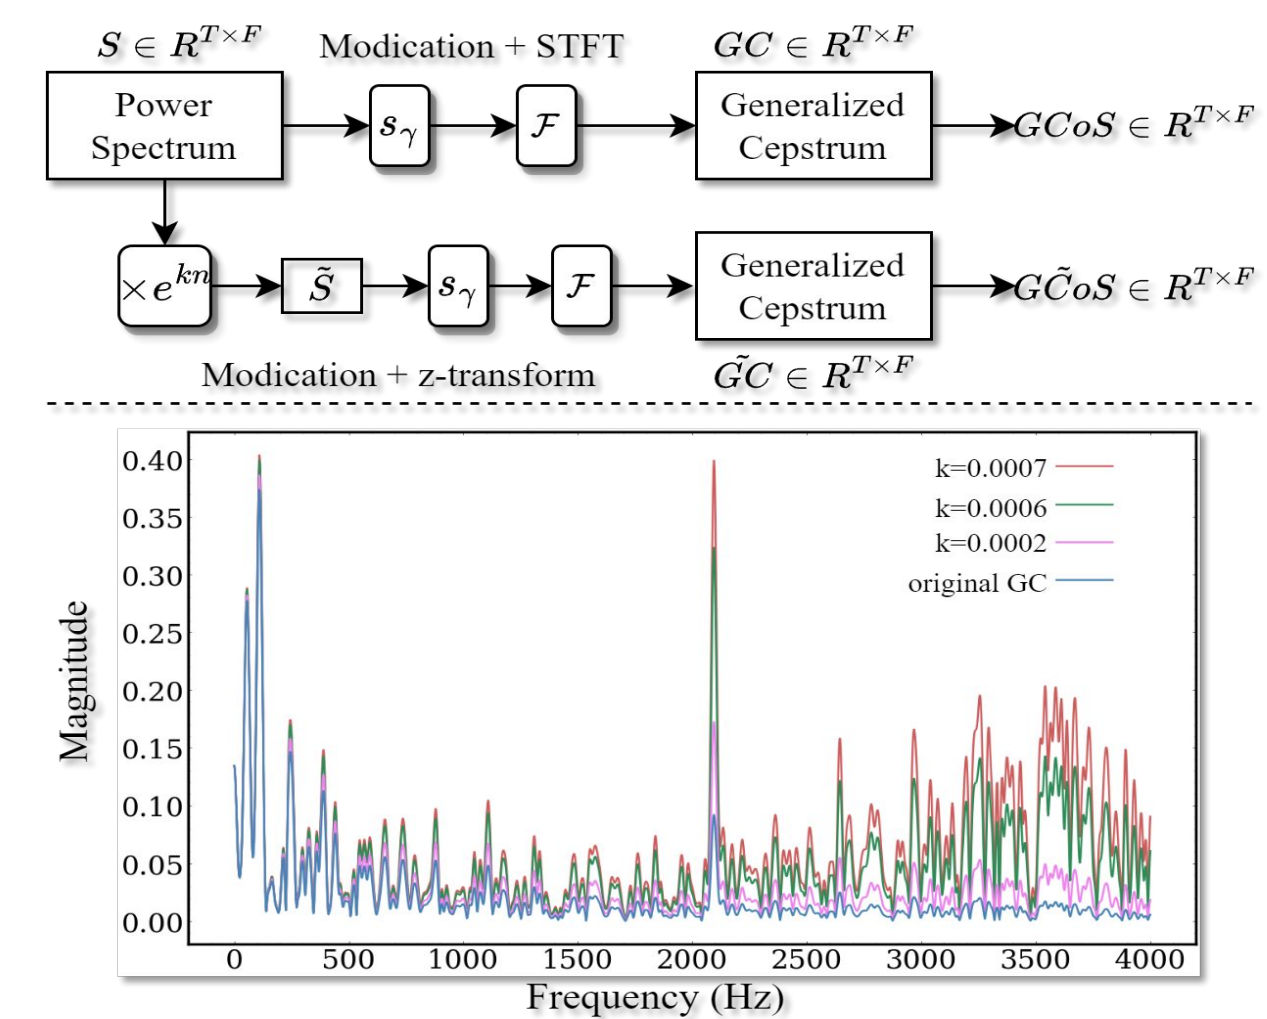 S ∈ R^{T×F}
Modication + STFT
GC ∈ R^{T×F}
Power
Spectrum
s_γ
ℱ
Generalized
Cepstrum
GCoS ∈ R^{T×F}
×e^{kn}
S̃
s_γ
ℱ
Generalized
Cepstrum
GC̃oS ∈ R^{T×F}
Modication + z-transform
G̃C ∈ R^{T×F}
k=0.0007
k=0.0006
k=0.0002
original GC
Magnitude
0.40
0.35
0.30
0.25
0.20
0.15
0.10
0.05
0.00
0 500 1000 1500 2000 2500 3000 3500 4000
Frequency (Hz)